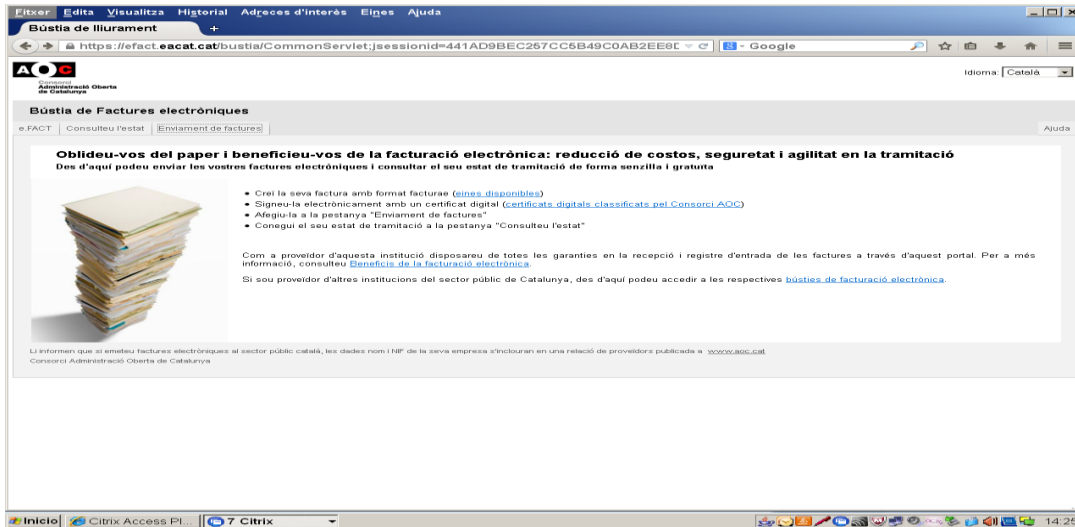 Fitxer Edita Visualitza Historial Adreces d'interès Eines Ajuda
Bústia de lliurament +
https://efact.eacat.cat/bustia/CommonServlet;jsessionid=441AD9BEC257CC5B49C0AB2EE8D Google
AOC Idioma: Català
Consorci
Administració Oberta
de Catalunya
Bústia de Factures electròniques
e.FACT Consulteu l'estat Enviament de factures Ajuda
Oblideu-vos del paper i beneficieu-vos de la facturació electrònica: reducció de costos, seguretat i agilitat en la tramitació
Des d'aquí podeu enviar les vostres factures electròniques i consultar el seu estat de tramitació de forma senzilla i gratuïta
• Creï la seva factura amb format facturae (eines disponibles)
• Signeu-la electrònicament amb un certificat digital (certificats digitals classificats pel Consorci AOC)
• Afegiu-la a la pestanya "Enviament de factures"
• Conegui el seu estat de tramitació a la pestanya "Consulteu l'estat"
Com a proveïdor d'aquesta institució disposareu de totes les garanties en la recepció i registre d'entrada de les factures a través d'aquest portal. Per a més
informació, consulteu Beneficis de la facturació electrònica.
Si sou proveïdor d'altres institucions del sector públic de Catalunya, des d'aquí podeu accedir a les respectives bústies de facturació electrònica.
Li informen que si emeteu factures electròniques al sector públic català, les dades nom i NIF de la seva empresa s'inclouran en una relació de proveïdors publicada a www.aoc.cat
Consorci Administració Oberta de Catalunya
Inicio Citrix Access Pl... 7 Citrix 14:25